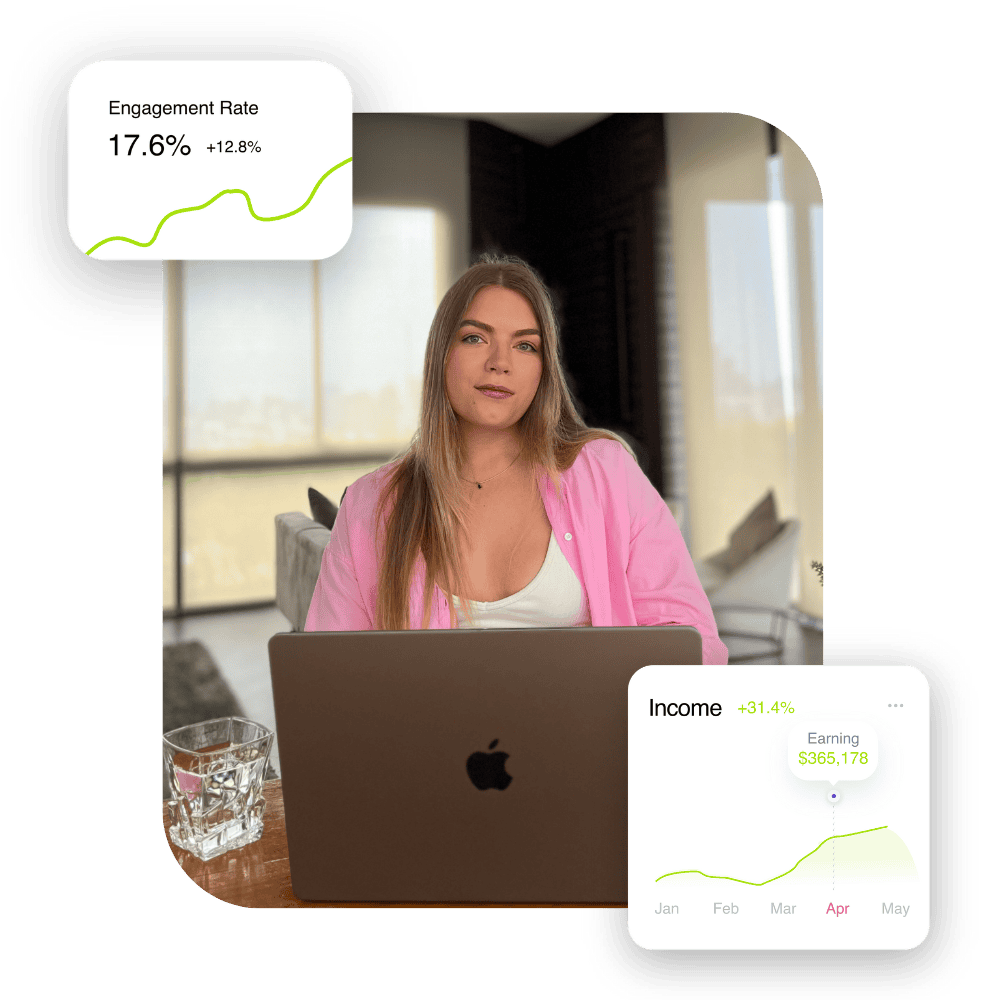 Engagement Rate
17.6% +12.8%
Income +31.4%
Earning
$365,178
Jan Feb Mar Apr May